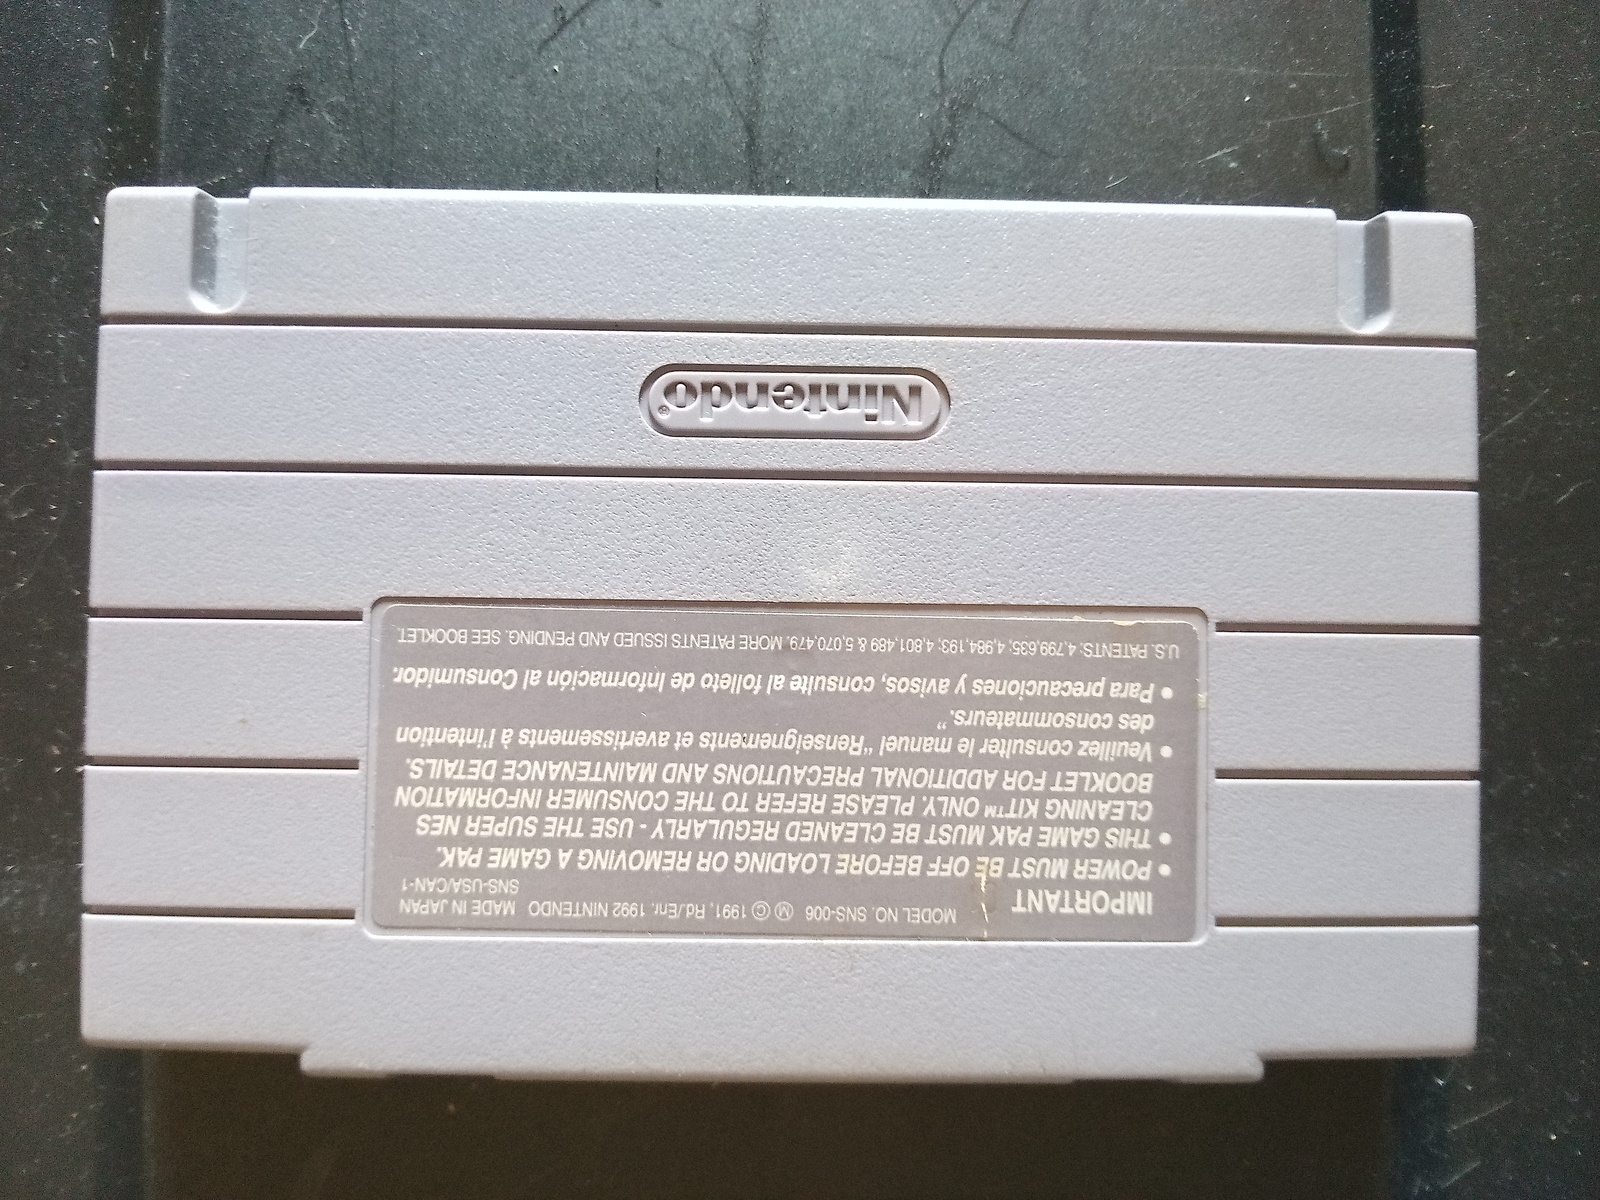 Nintendo®
IMPORTANT
MODEL NO. SNS-006 Ⓜ © 1991, Rd./Enr. 1992 NINTENDO MADE IN JAPAN
SNS-USA/CAN-1
• POWER MUST BE OFF BEFORE LOADING OR REMOVING A GAME PAK.
• THIS GAME PAK MUST BE CLEANED REGULARLY - USE THE SUPER NES
CLEANING KIT™ ONLY. PLEASE REFER TO THE CONSUMER INFORMATION
BOOKLET FOR ADDITIONAL PRECAUTIONS AND MAINTENANCE DETAILS.
• Veuillez consulter le manuel "Renseignements et avertissements à l'intention
des consommateurs."
• Para precauciones y avisos, consulte al folleto de Información al Consumidor.
U.S. PATENTS: 4,799,635; 4,984,193; 4,801,489 & 5,070,479. MORE PATENTS ISSUED AND PENDING. SEE BOOKLET.